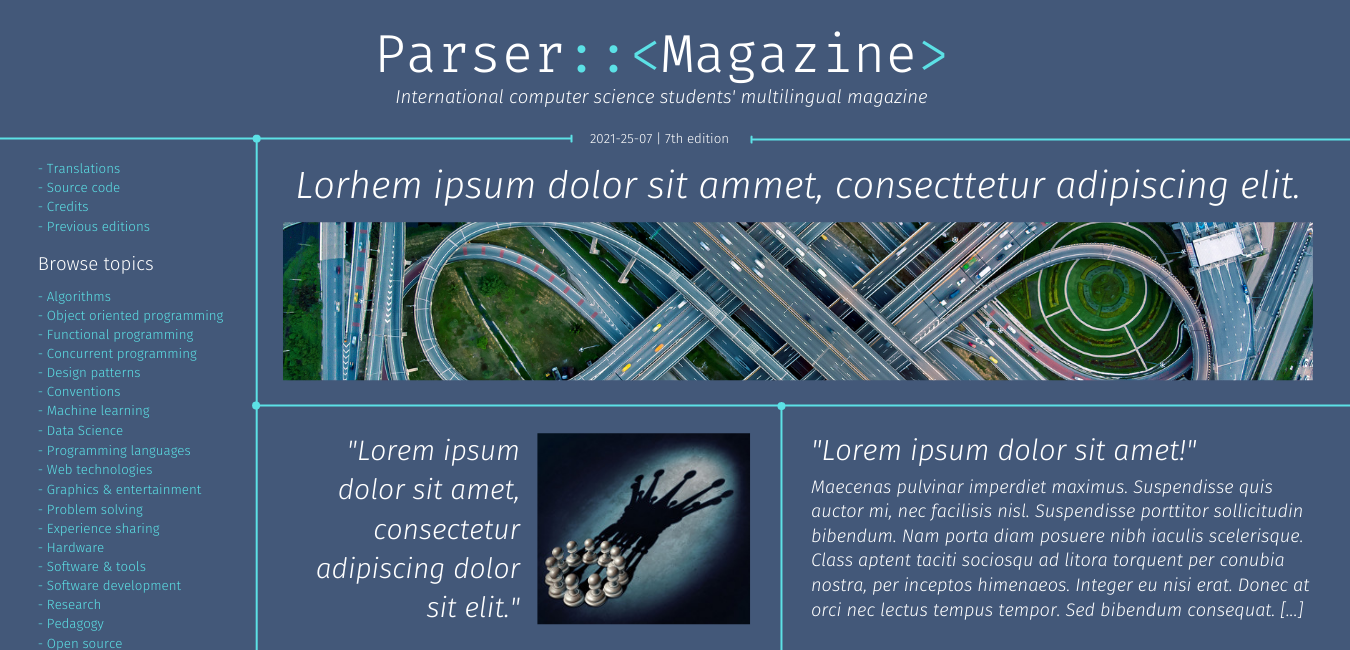 Parser::<Magazine>
International computer science students' multilingual magazine
2021-25-07 | 7th edition
- Translations
- Source code
- Credits
- Previous editions
Browse topics
- Algorithms
- Object oriented programming
- Functional programming
- Concurrent programming
- Design patterns
- Conventions
- Machine learning
- Data Science
- Programming languages
- Web technologies
- Graphics & entertainment
- Problem solving
- Experience sharing
- Hardware
- Software & tools
- Software development
- Research
- Pedagogy
- Open source
Lorhem ipsum dolor sit ammet, consecttetur adipiscing elit.
"Lorem ipsum
dolor sit amet,
consectetur
adipiscing dolor
sit elit."
"Lorem ipsum dolor sit amet!"
Maecenas pulvinar imperdiet maximus. Suspendisse quis
auctor mi, nec facilisis nisl. Suspendisse porttitor sollicitudin
bibendum. Nam porta diam posuere nibh iaculis scelerisque.
Class aptent taciti sociosqu ad litora torquent per conubia
nostra, per inceptos himenaeos. Integer eu nisi erat. Donec at
orci nec lectus tempus tempor. Sed bibendum consequat. [...]